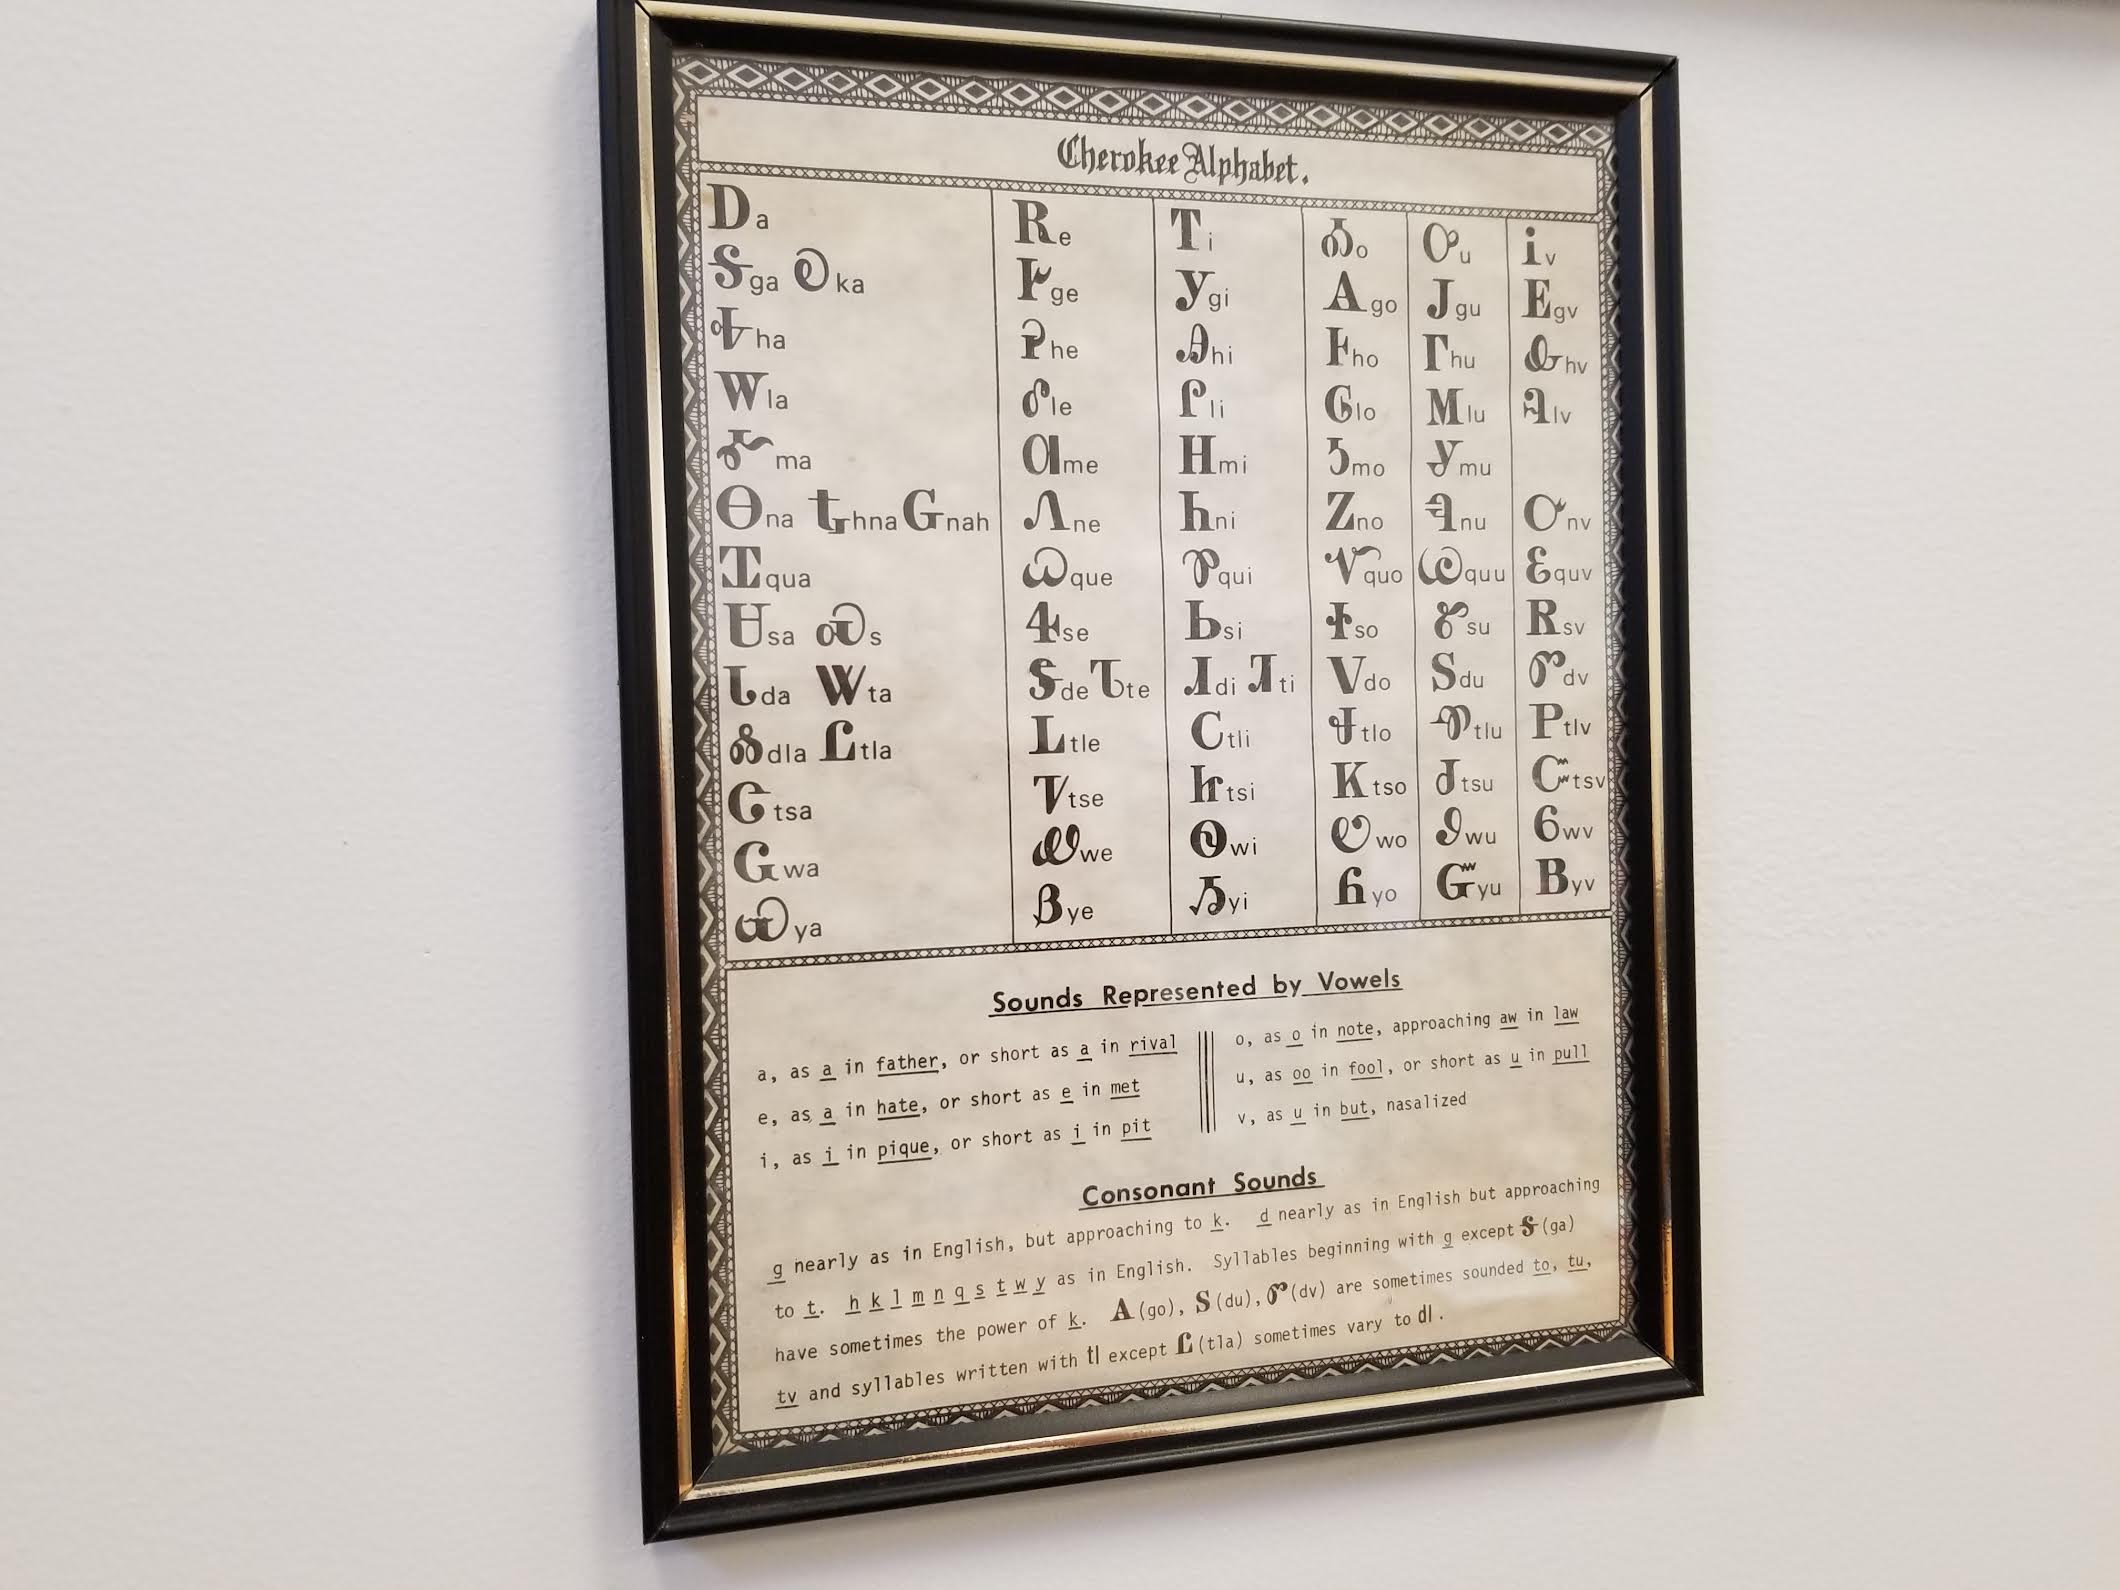 Cherokee Alphabet.
Ꭰa Ꭱe Ꭲi Ꭳo Ꭴu Ꭵv
Ꭶga Ꭷka Ꭸge Ꭹgi Ꭺgo Ꭻgu Ꭼgv
Ꭽha Ꭾhe Ꭿhi Ꮀho Ꮁhu Ꮂhv
Ꮃla Ꮄle Ꮅli Ꮆlo Ꮇlu Ꮈlv
Ꮉma Ꮊme Ꮋmi Ꮌmo Ꮍmu
Ꮎna Ꮏhna Ꮐnah Ꮑne Ꮒni Ꮓno Ꮔnu Ꮕnv
Ꮖqua Ꮗque Ꮘqui Ꮙquo Ꮚquu Ꮛquv
Ꮜsa Ꮝs Ꮞse Ꮟsi Ꮠso Ꮡsu Ꮢsv
Ꮣda Ꮤta Ꮥde Ꮦte Ꮧdi Ꮨti Ꮩdo Ꮪdu Ꮫdv
Ꮬdla Ꮭtla Ꮮtle Ꮯtli Ꮰtlo Ꮱtlu Ꮲtlv
Ꮳtsa Ꮴtse Ꮵtsi Ꮶtso Ꮷtsu Ꮸtsv
Ꮹwa Ꮺwe Ꮻwi Ꮼwo Ꮽwu Ꮾwv
Ꮿya Ᏸye Ᏹyi Ᏺyo Ᏻyu Ᏼyv
Sounds Represented by Vowels
a, as a in father, or short as a in rival
e, as a in hate, or short as e in met
i, as i in pique, or short as i in pit
o, as o in note, approaching aw in law
u, as oo in fool, or short as u in pull
v, as u in but, nasalized
Consonant Sounds
g nearly as in English, but approaching to k. d nearly as in English but approaching
to t. h k l m n q s t w y as in English. Syllables beginning with g except Ꭶ (ga)
have sometimes the power of k. Ꭺ (go), Ꮪ (du), Ꮫ (dv) are sometimes sounded to, tu,
tv and syllables written with tl except Ꮭ (tla) sometimes vary to dl.